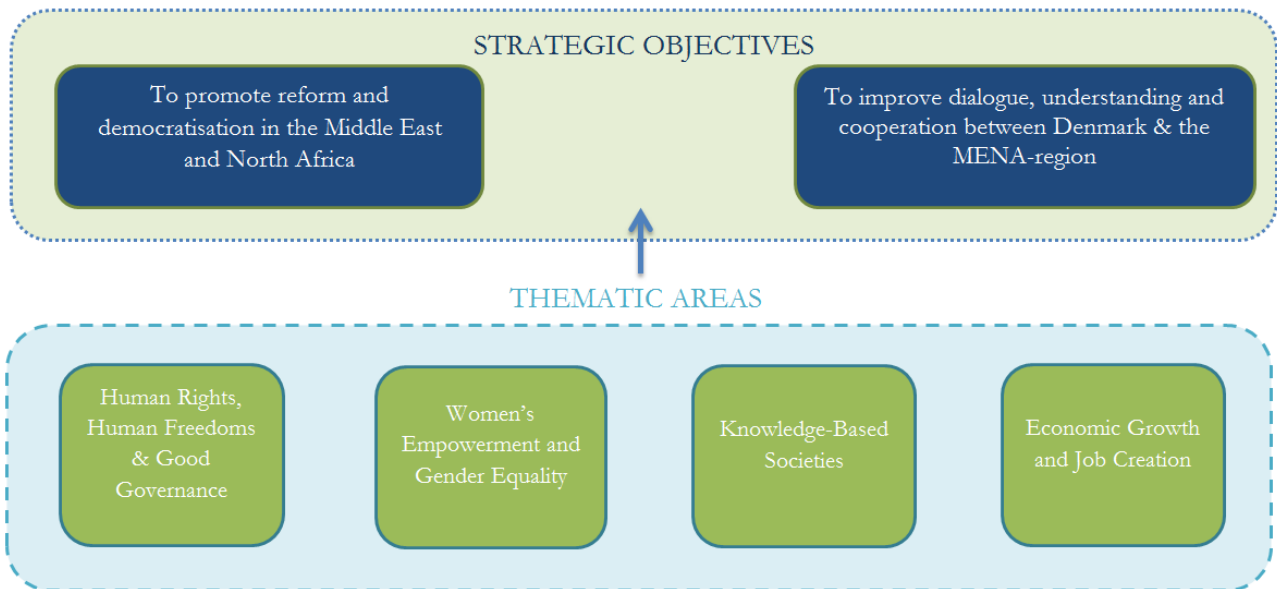 STRATEGIC OBJECTIVES
To promote reform and
democratisation in the Middle East
and North Africa
To improve dialogue, understanding and
cooperation between Denmark & the
MENA-region
THEMATIC AREAS
Human Rights,
Human Freedoms
& Good
Governance
Women’s
Empowerment and
Gender Equality
Knowledge-Based
Societies
Economic Growth
and Job Creation